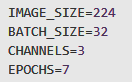 IMAGE_SIZE=224
BATCH_SIZE=32
CHANNELS=3
EPOCHS=7